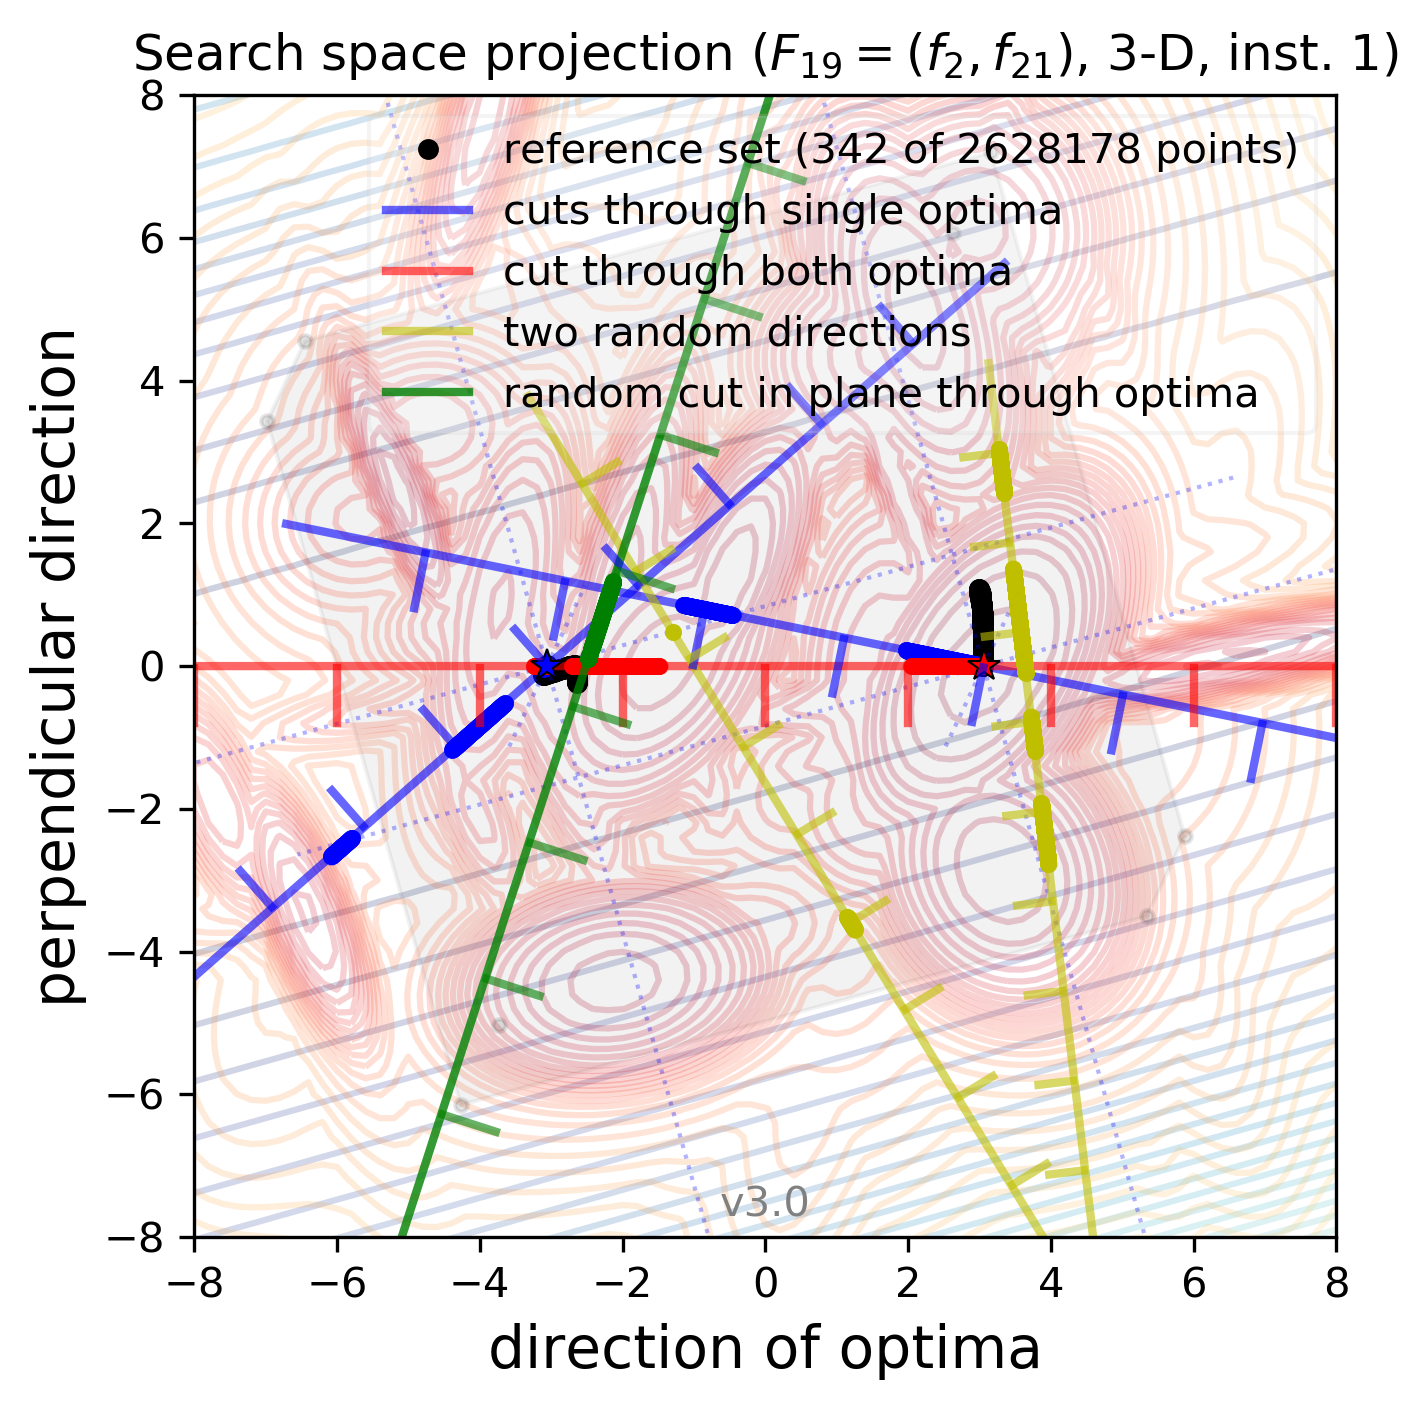 Search space projection (F₁₉ = (f₂, f₂₁), 3-D, inst. 1)
reference set (342 of 2628178 points)
cuts through single optima
cut through both optima
two random directions
random cut in plane through optima
perpendicular direction
8
6
4
2
0
−2
−4
−6
−8
v3.0
−8 −6 −4 −2 0 2 4 6 8
direction of optima